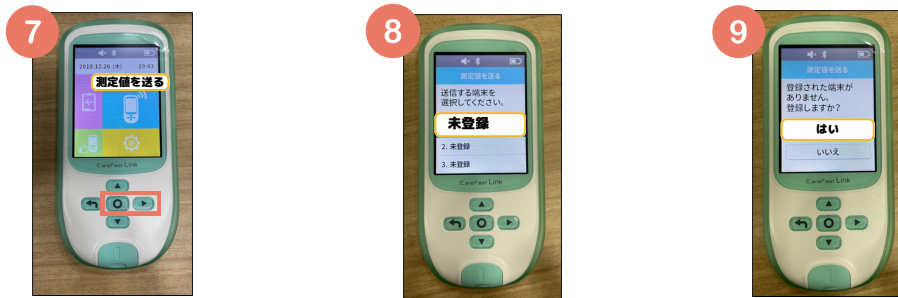 7
2019.12.26 (木) 19:43
測定値を送る
CareFast Link
8
測定値を送る
送信する端末を
選択してください。
未登録
2. 未登録
3. 未登録
CareFast Link
9
測定値を送る
登録された端末が
ありません。
登録しますか?
はい
いいえ
CareFast Link